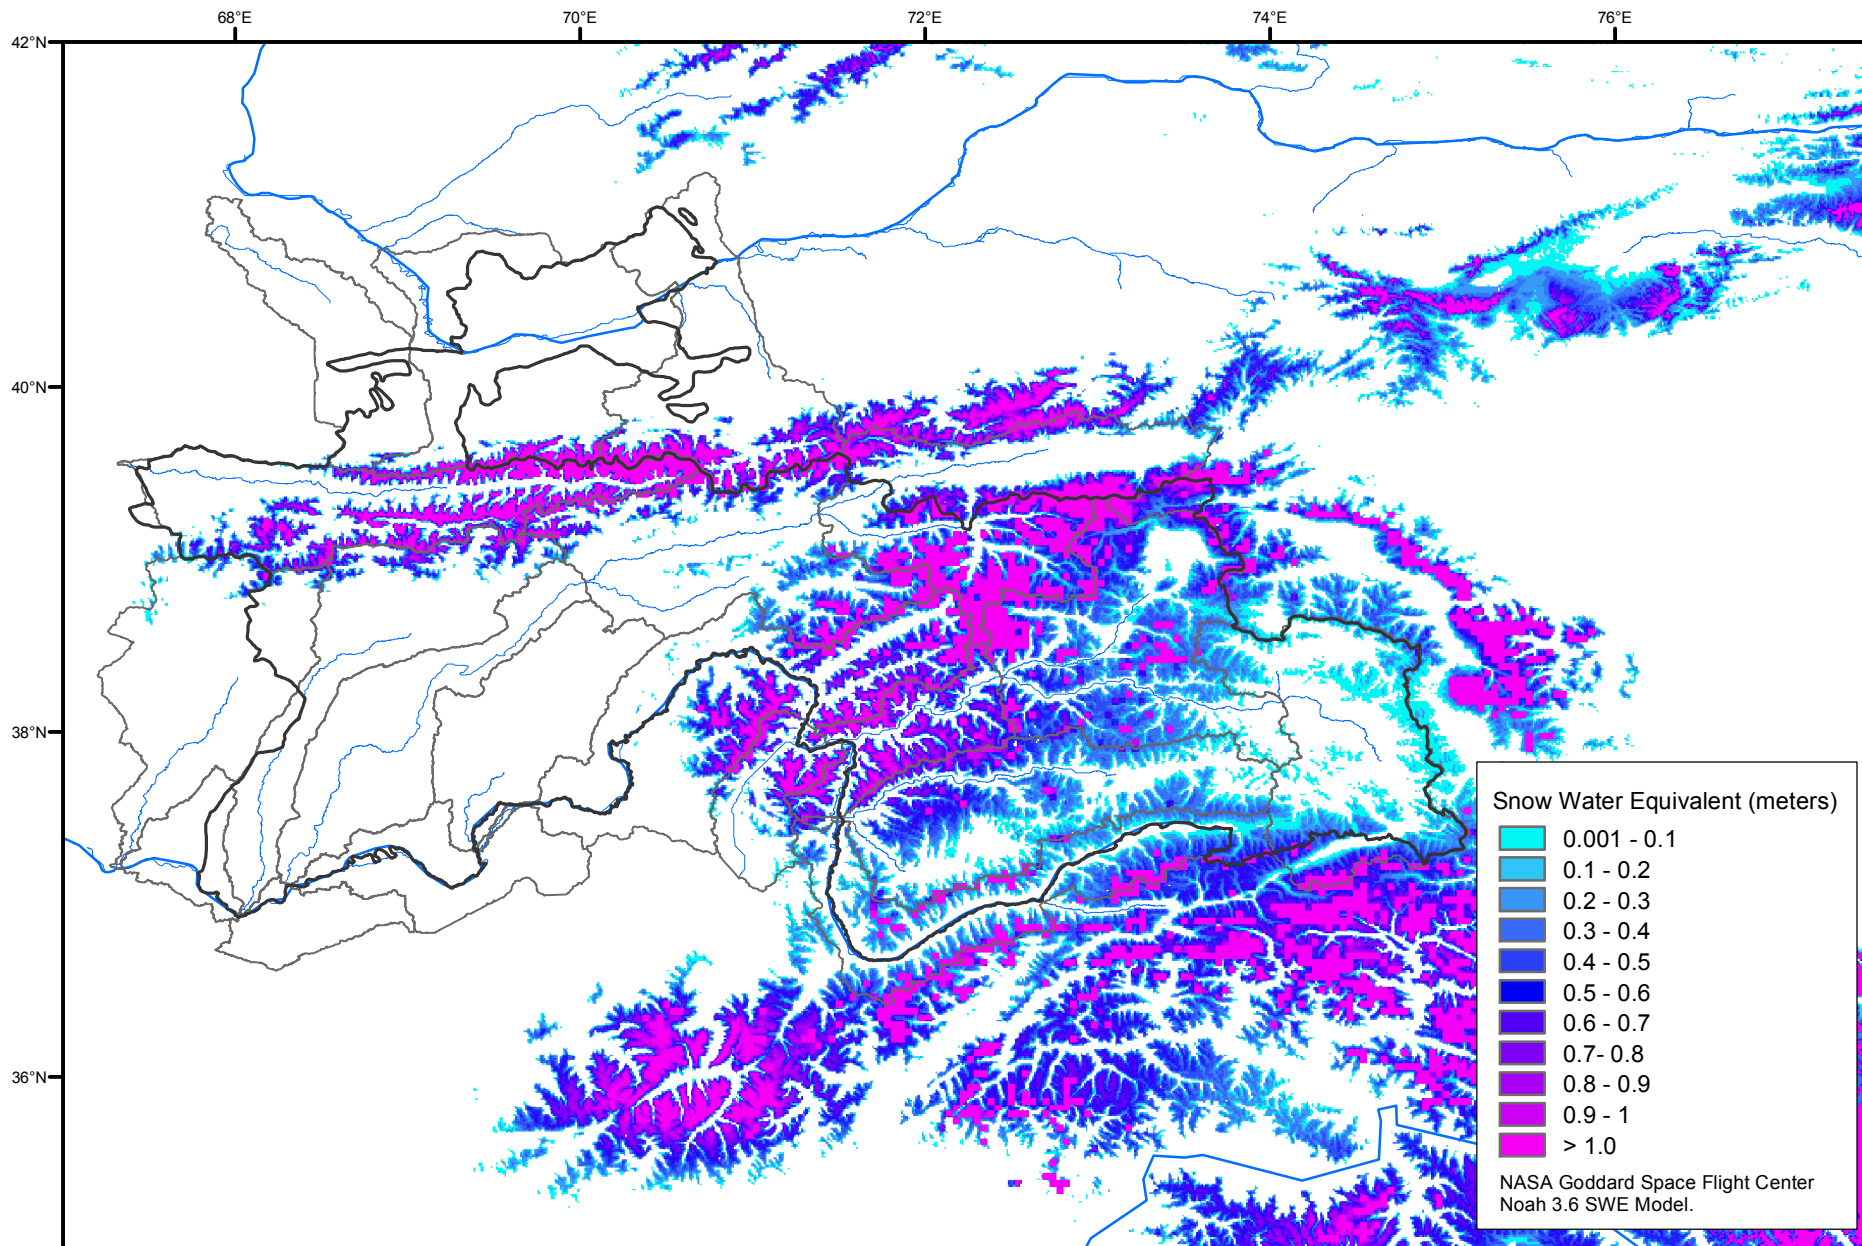 68°E 70°E 72°E 74°E 76°E
42°N
40°N
38°N
36°N
Snow Water Equivalent (meters)
0.001 - 0.1
0.1 - 0.2
0.2 - 0.3
0.3 - 0.4
0.4 - 0.5
0.5 - 0.6
0.6 - 0.7
0.7- 0.8
0.8 - 0.9
0.9 - 1
> 1.0
NASA Goddard Space Flight Center
Noah 3.6 SWE Model.